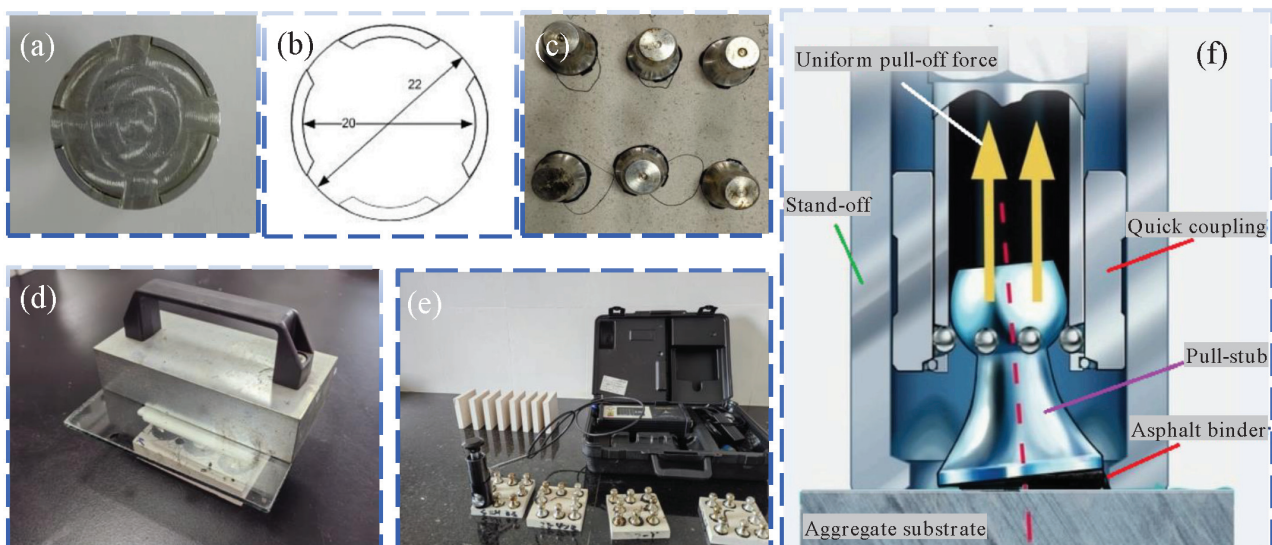 (a)
(b)
22
20
(c)
(d)
(e)
(f)
Uniform pull-off force
Stand-off
Quick coupling
Pull-stub
Asphalt binder
Aggregate substrate